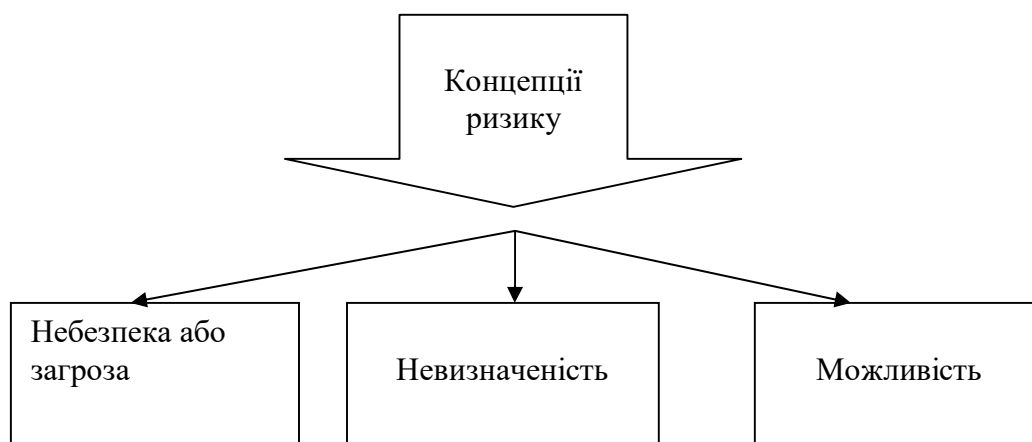 Концепції
ризику
Небезпека або
загроза
Невизначеність
Можливість